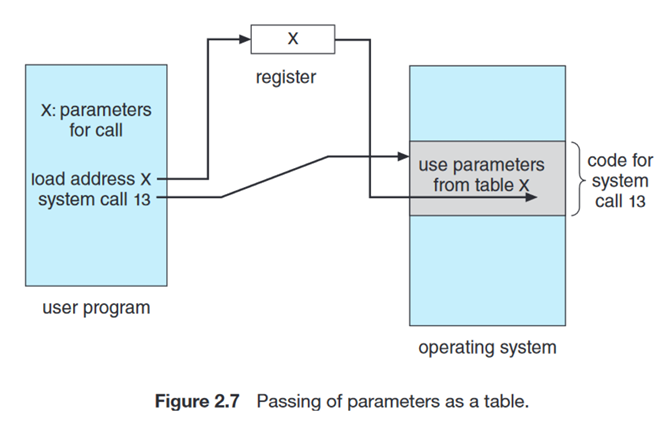 X
register
X: parameters
for call
load address X
system call 13
user program
use parameters
from table X
code for
system
call 13
operating system
Figure 2.7 Passing of parameters as a table.